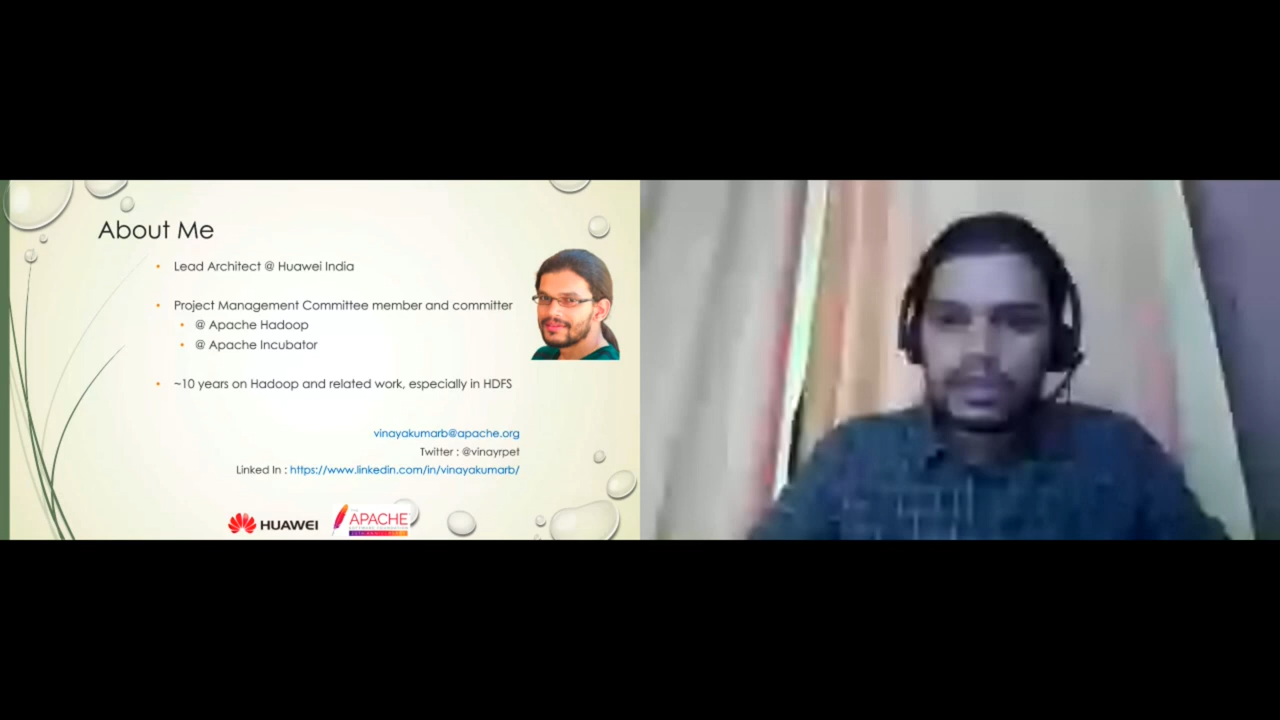 About Me
• Lead Architect @ Huawei India
• Project Management Committee member and committer
• @ Apache Hadoop
• @ Apache Incubator
• ~10 years on Hadoop and related work, especially in HDFS
vinayakumarb@apache.org
Twitter : @vinayrpet
Linked In : https://www.linkedin.com/in/vinayakumarb/
HUAWEI
APACHE